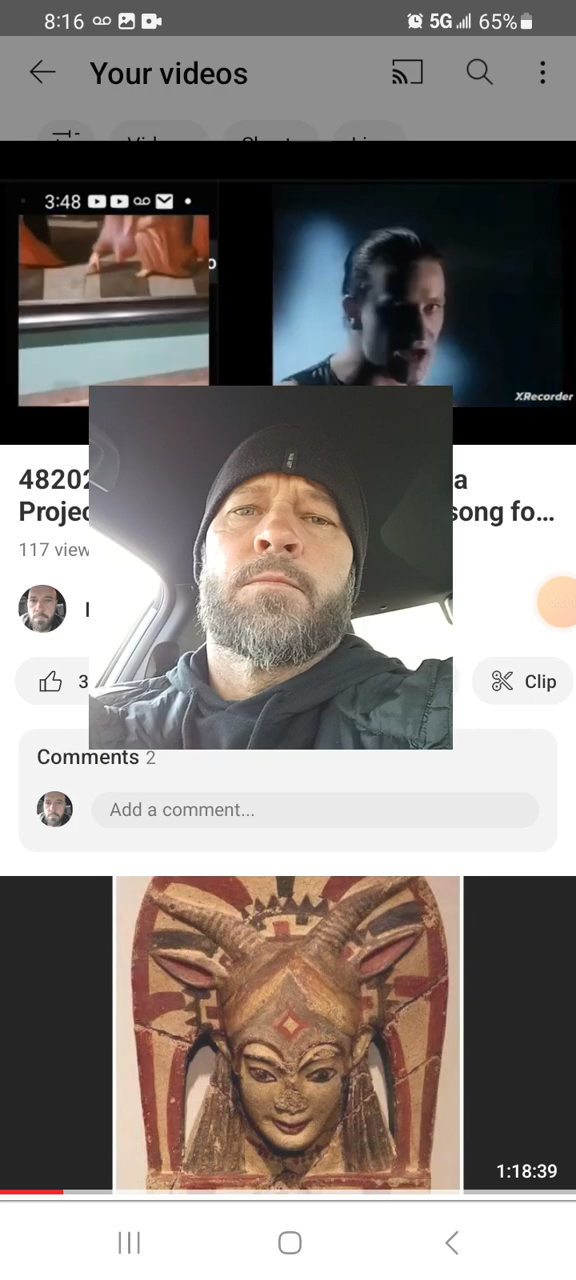 8:16
5G
65%
Your videos
3:48
XRecorder
a
Projec
song fo...
117 view
3
Clip
Comments 2
Add a comment...
1:18:39